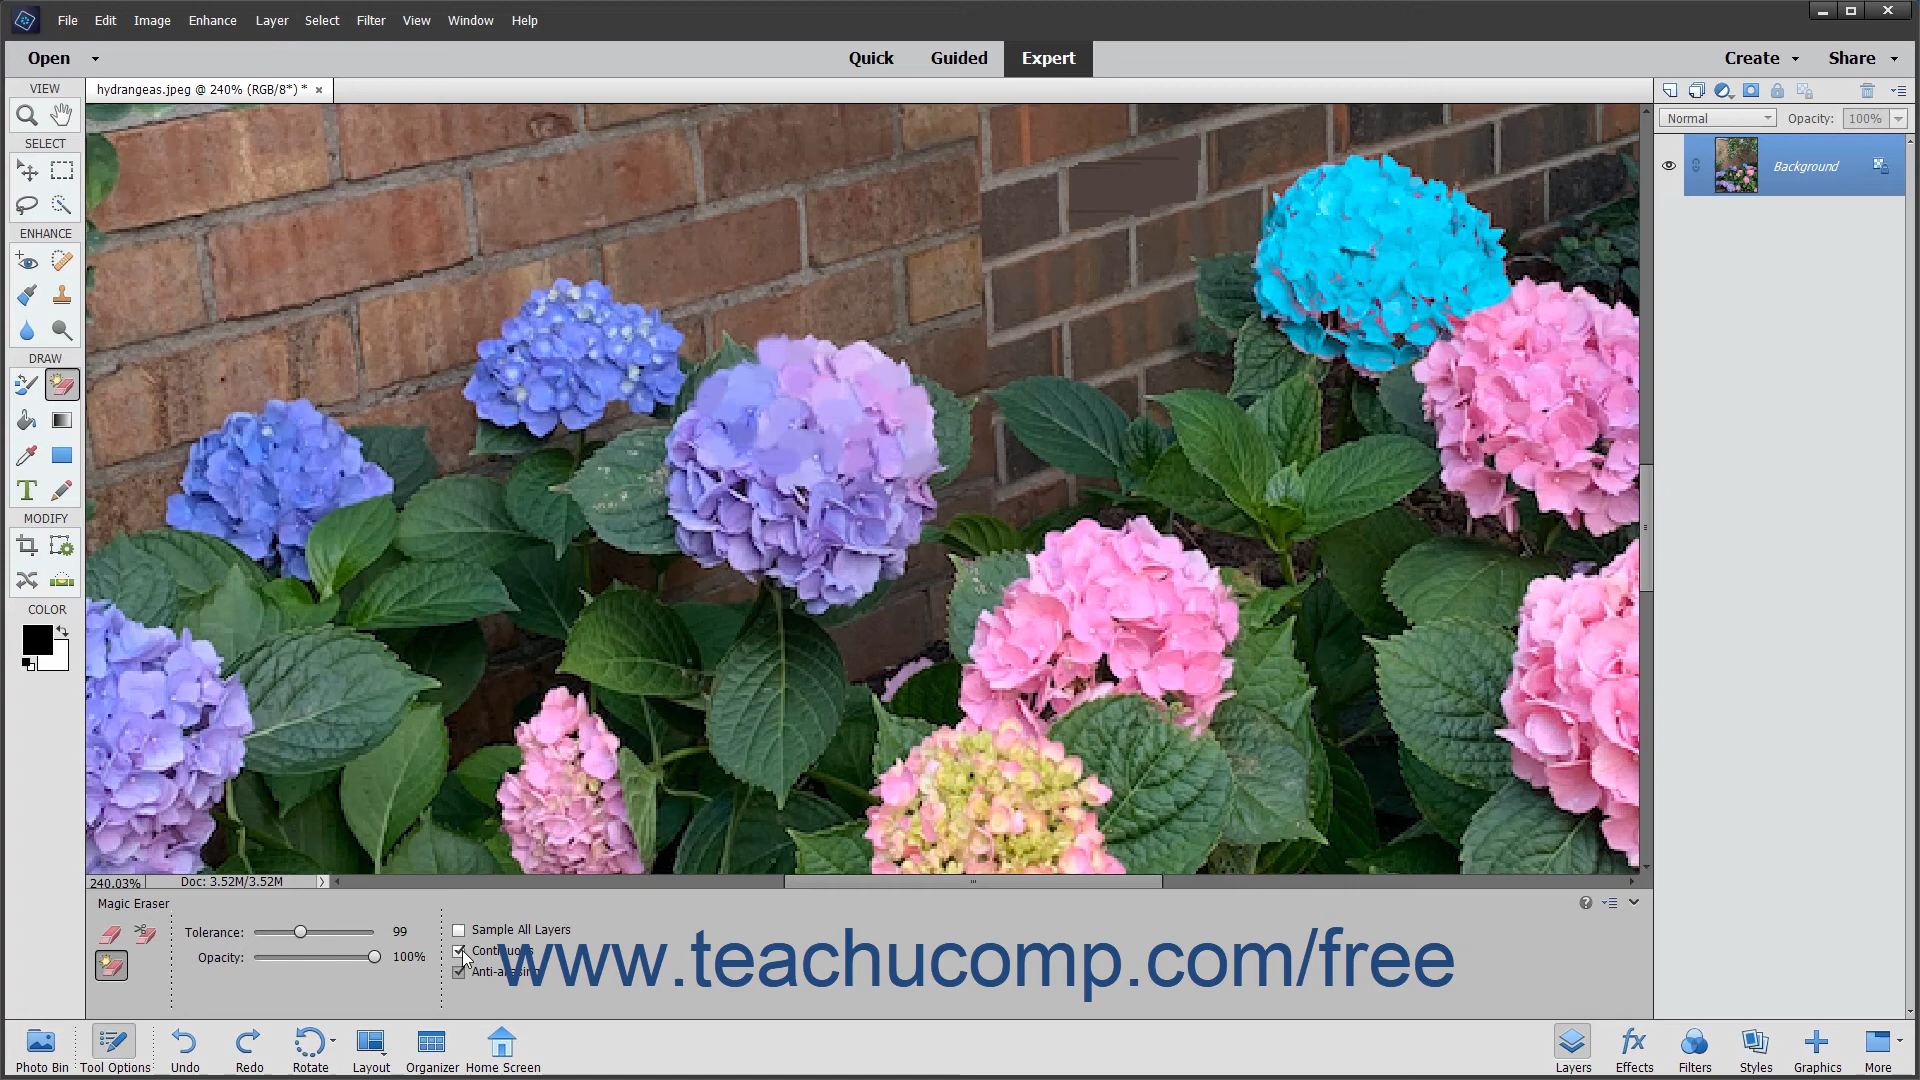 File Edit Image Enhance Layer Select Filter View Window Help
Open Quick Guided Expert Create Share
VIEW
hydrangeas.jpeg @ 240% (RGB/8*) * ×
Normal Opacity: 100%
SELECT
Background
ENHANCE
DRAW
T
MODIFY
COLOR
240.03% Doc: 3.52M/3.52M
Magic Eraser
Tolerance: 99
Opacity: 100%
Sample All Layers
www.teachucomp.com/free
Photo Bin Tool Options Undo Redo Rotate Layout Organizer Home Screen
fx
Layers Effects Filters Styles Graphics More